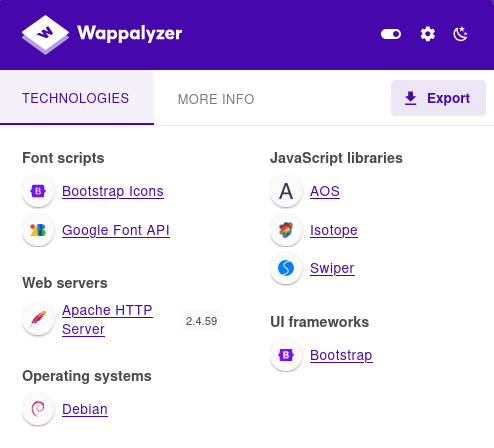 Wappalyzer
TECHNOLOGIES
MORE INFO
Export
Font scripts
Bootstrap Icons
Google Font API
Web servers
Apache HTTP
Server
2.4.59
Operating systems
Debian
JavaScript libraries
AOS
Isotope
Swiper
UI frameworks
Bootstrap